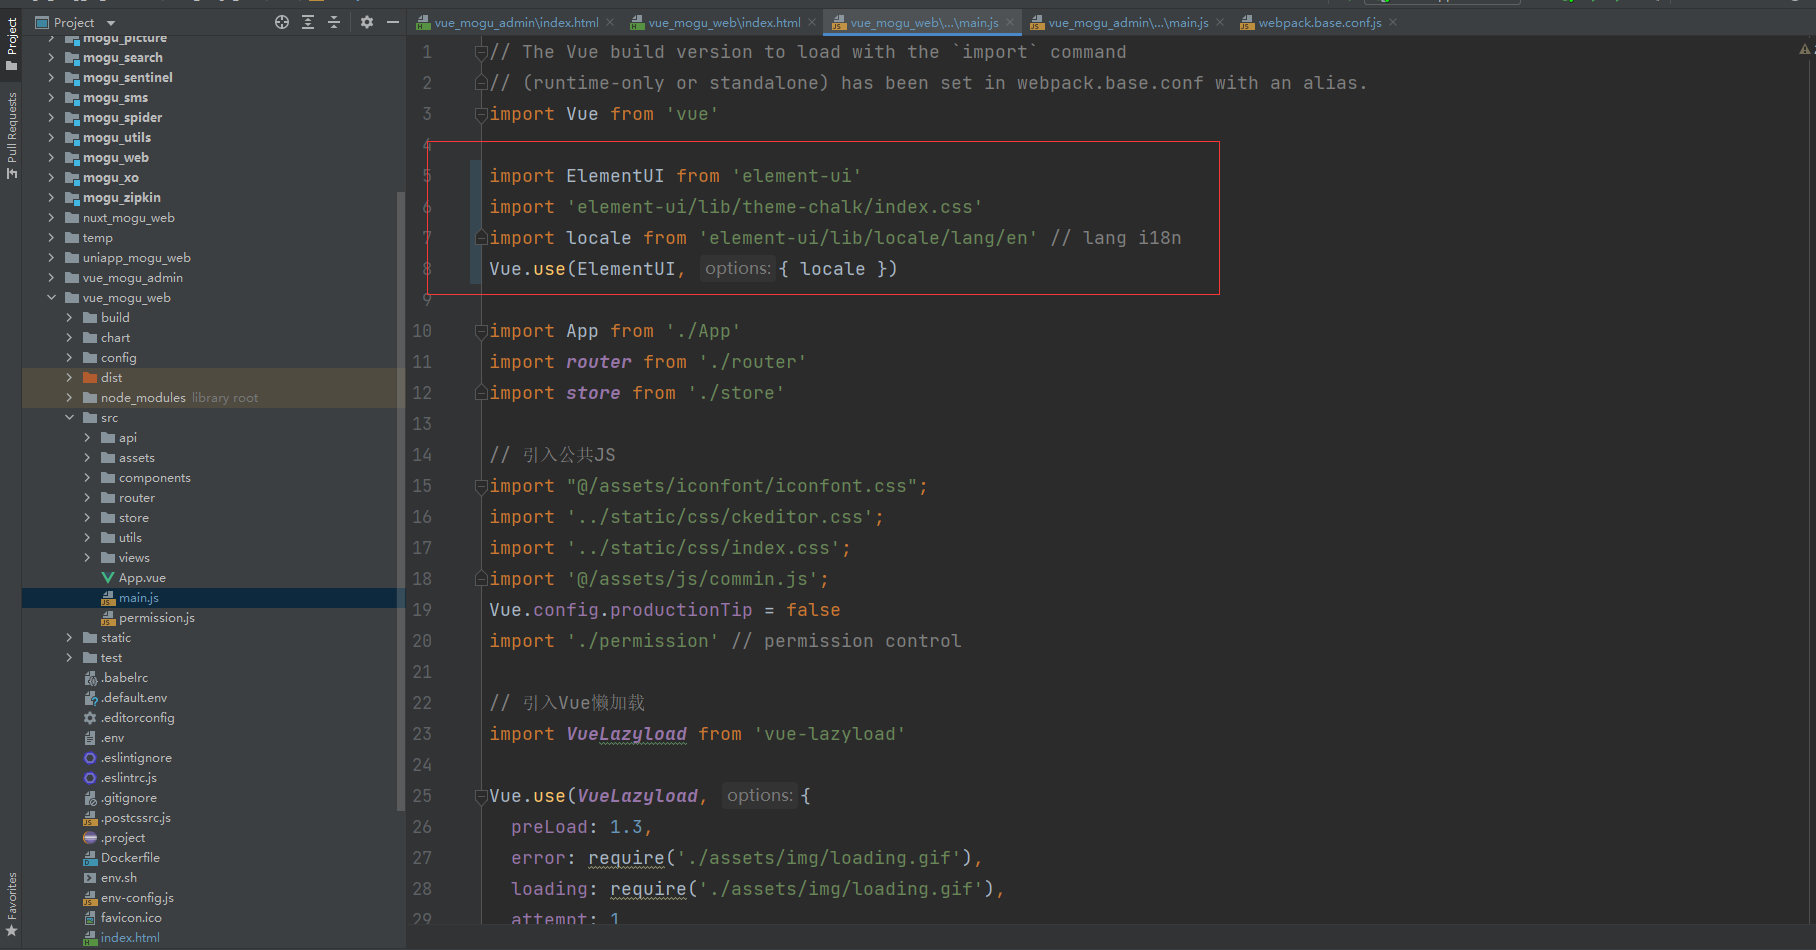 Project
vue_mogu_admin\index.html
vue_mogu_web\index.html
vue_mogu_web\...\main.js
vue_mogu_admin\...\main.js
webpack.base.conf.js
Project
Pull Requests
Favorites
mogu_picture
mogu_search
mogu_sentinel
mogu_sms
mogu_spider
mogu_utils
mogu_web
mogu_xo
mogu_zipkin
nuxt_mogu_web
temp
uniapp_mogu_web
vue_mogu_admin
vue_mogu_web
build
chart
config
dist
node_modules library root
src
api
assets
components
router
store
utils
views
App.vue
main.js
permission.js
static
test
.babelrc
.default.env
.editorconfig
.env
.eslintignore
.eslintrc.js
.gitignore
.postcssrc.js
.project
Dockerfile
env.sh
env-config.js
favicon.ico
index.html
1 // The Vue build version to load with the `import` command
2 // (runtime-only or standalone) has been set in webpack.base.conf with an alias.
3 import Vue from 'vue'
4
5 import ElementUI from 'element-ui'
6 import 'element-ui/lib/theme-chalk/index.css'
7 import locale from 'element-ui/lib/locale/lang/en' // lang i18n
8 Vue.use(ElementUI, options: { locale })
9
10 import App from './App'
11 import router from './router'
12 import store from './store'
13
14 // 引入公共JS
15 import "@/assets/iconfont/iconfont.css";
16 import '../static/css/ckeditor.css';
17 import '../static/css/index.css';
18 import '@/assets/js/commin.js';
19 Vue.config.productionTip = false
20 import './permission' // permission control
21
22 // 引入Vue懒加载
23 import VueLazyload from 'vue-lazyload'
24
25 Vue.use(VueLazyload, options: {
26 preLoad: 1.3,
27 error: require('./assets/img/loading.gif'),
28 loading: require('./assets/img/loading.gif'),
29 attempt: 1